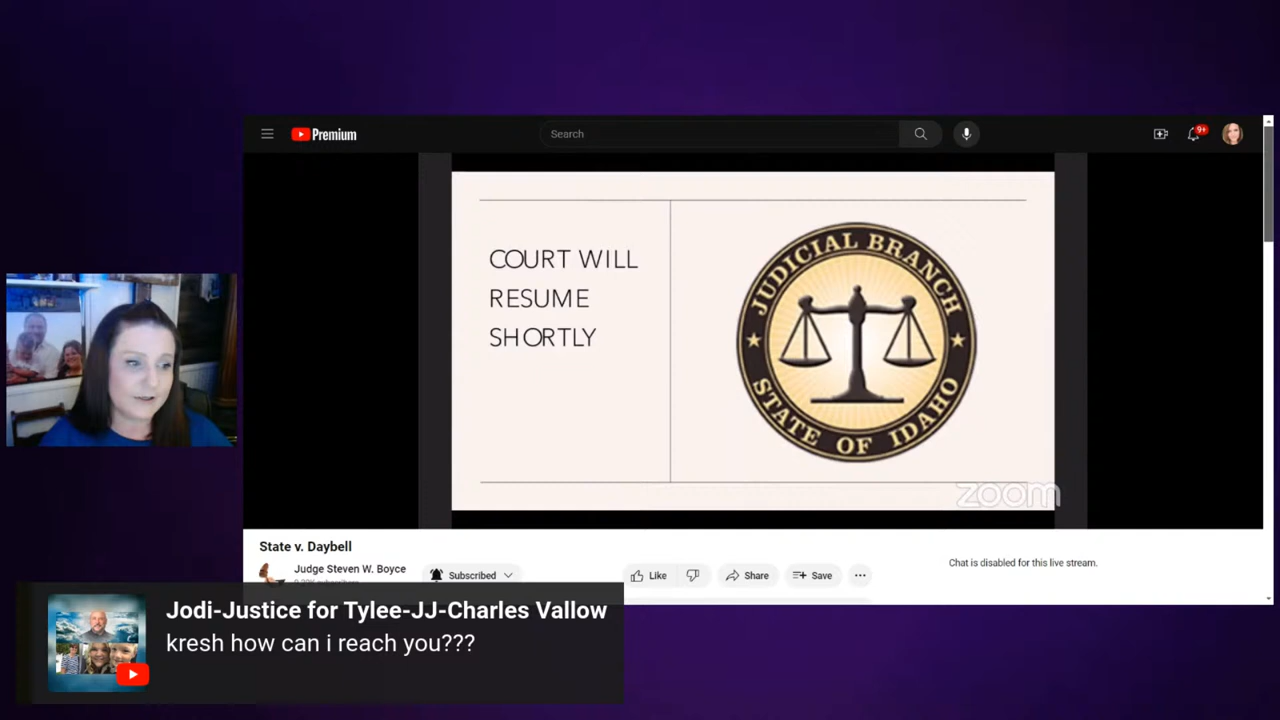 Premium
Search
9+
COURT WILL
RESUME
SHORTLY
JUDICIAL BRANCH
STATE OF IDAHO
zoom
State v. Daybell
Judge Steven W. Boyce
Subscribed
Like
Share
Save
Chat is disabled for this live stream.
Jodi-Justice for Tylee-JJ-Charles Vallow
kresh how can i reach you???